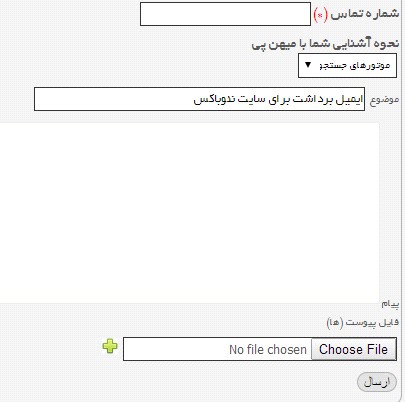 شماره تماس (*)
نحوه آشنایی شما با میهن پی
موتورهای جستجو ▼
موضوع ایمیل برداشت برای سایت نئوباکس
پیام
فایل پیوست (ها)
Choose File No file chosen
ارسال